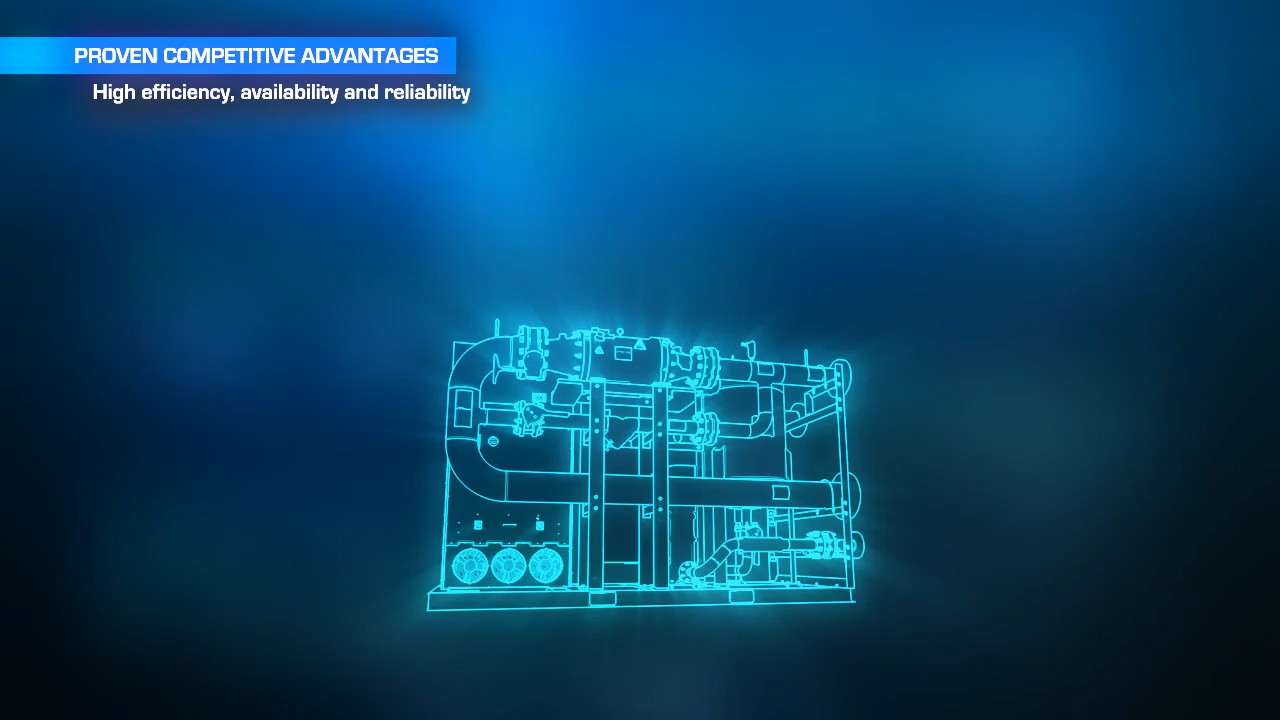 PROVEN COMPETITIVE ADVANTAGES
High efficiency, availability and reliability